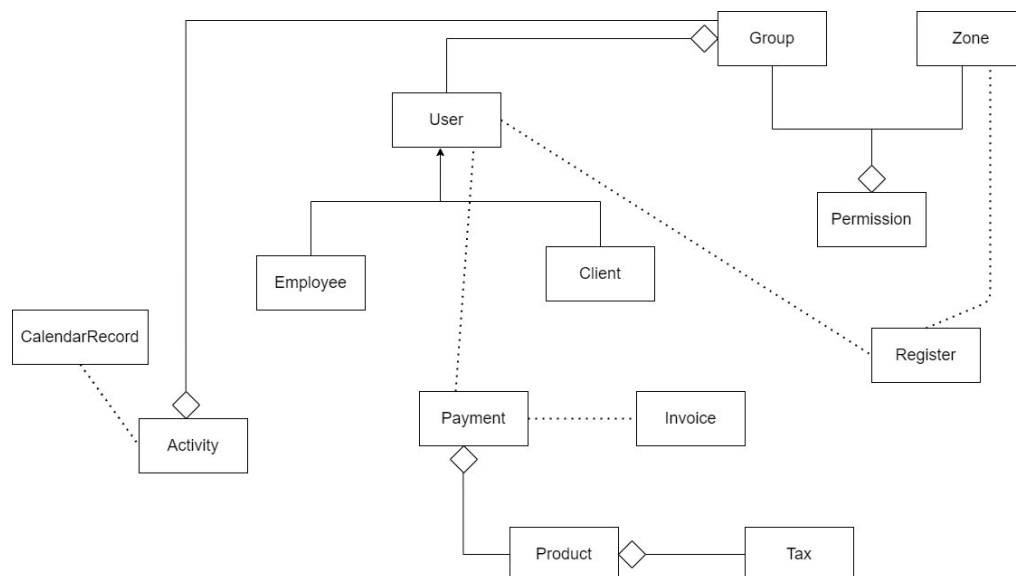 Group
Zone
User
Permission
Employee
Client
CalendarRecord
Register
Payment
Invoice
Activity
Product
Tax